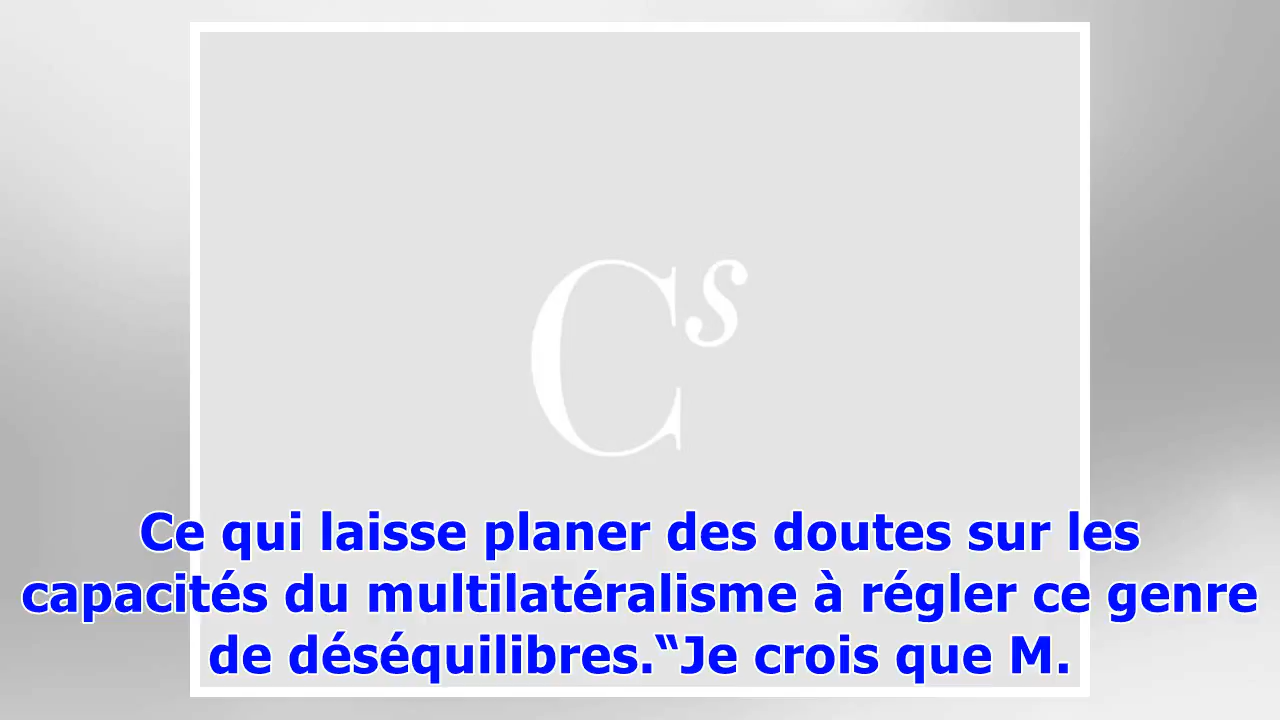 Cs
Ce qui laisse planer des doutes sur les
capacités du multilatéralisme à régler ce genre
de déséquilibres.“Je crois que M.